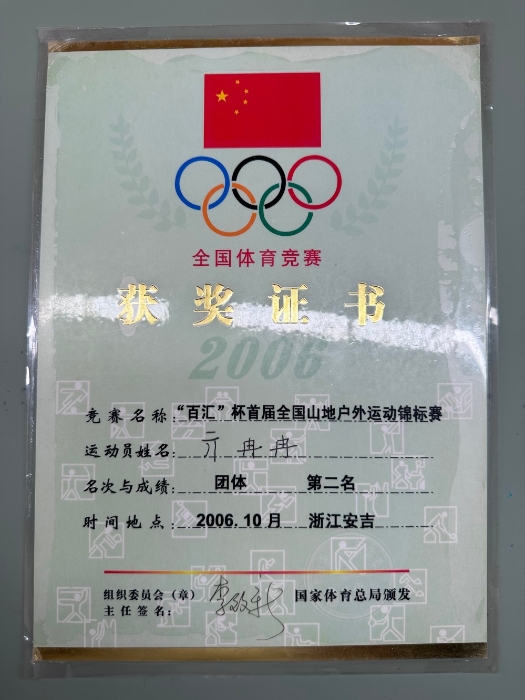 全国体育竞赛
获奖证书
2006
竞赛名称：“百汇”杯首届全国山地户外运动锦标赛
运动员姓名：亓冉冉
名次与成绩：团体 第二名
时间地点：2006.10月 浙江安吉
组织委员会（章） 国家体育总局颁发
主任签名：